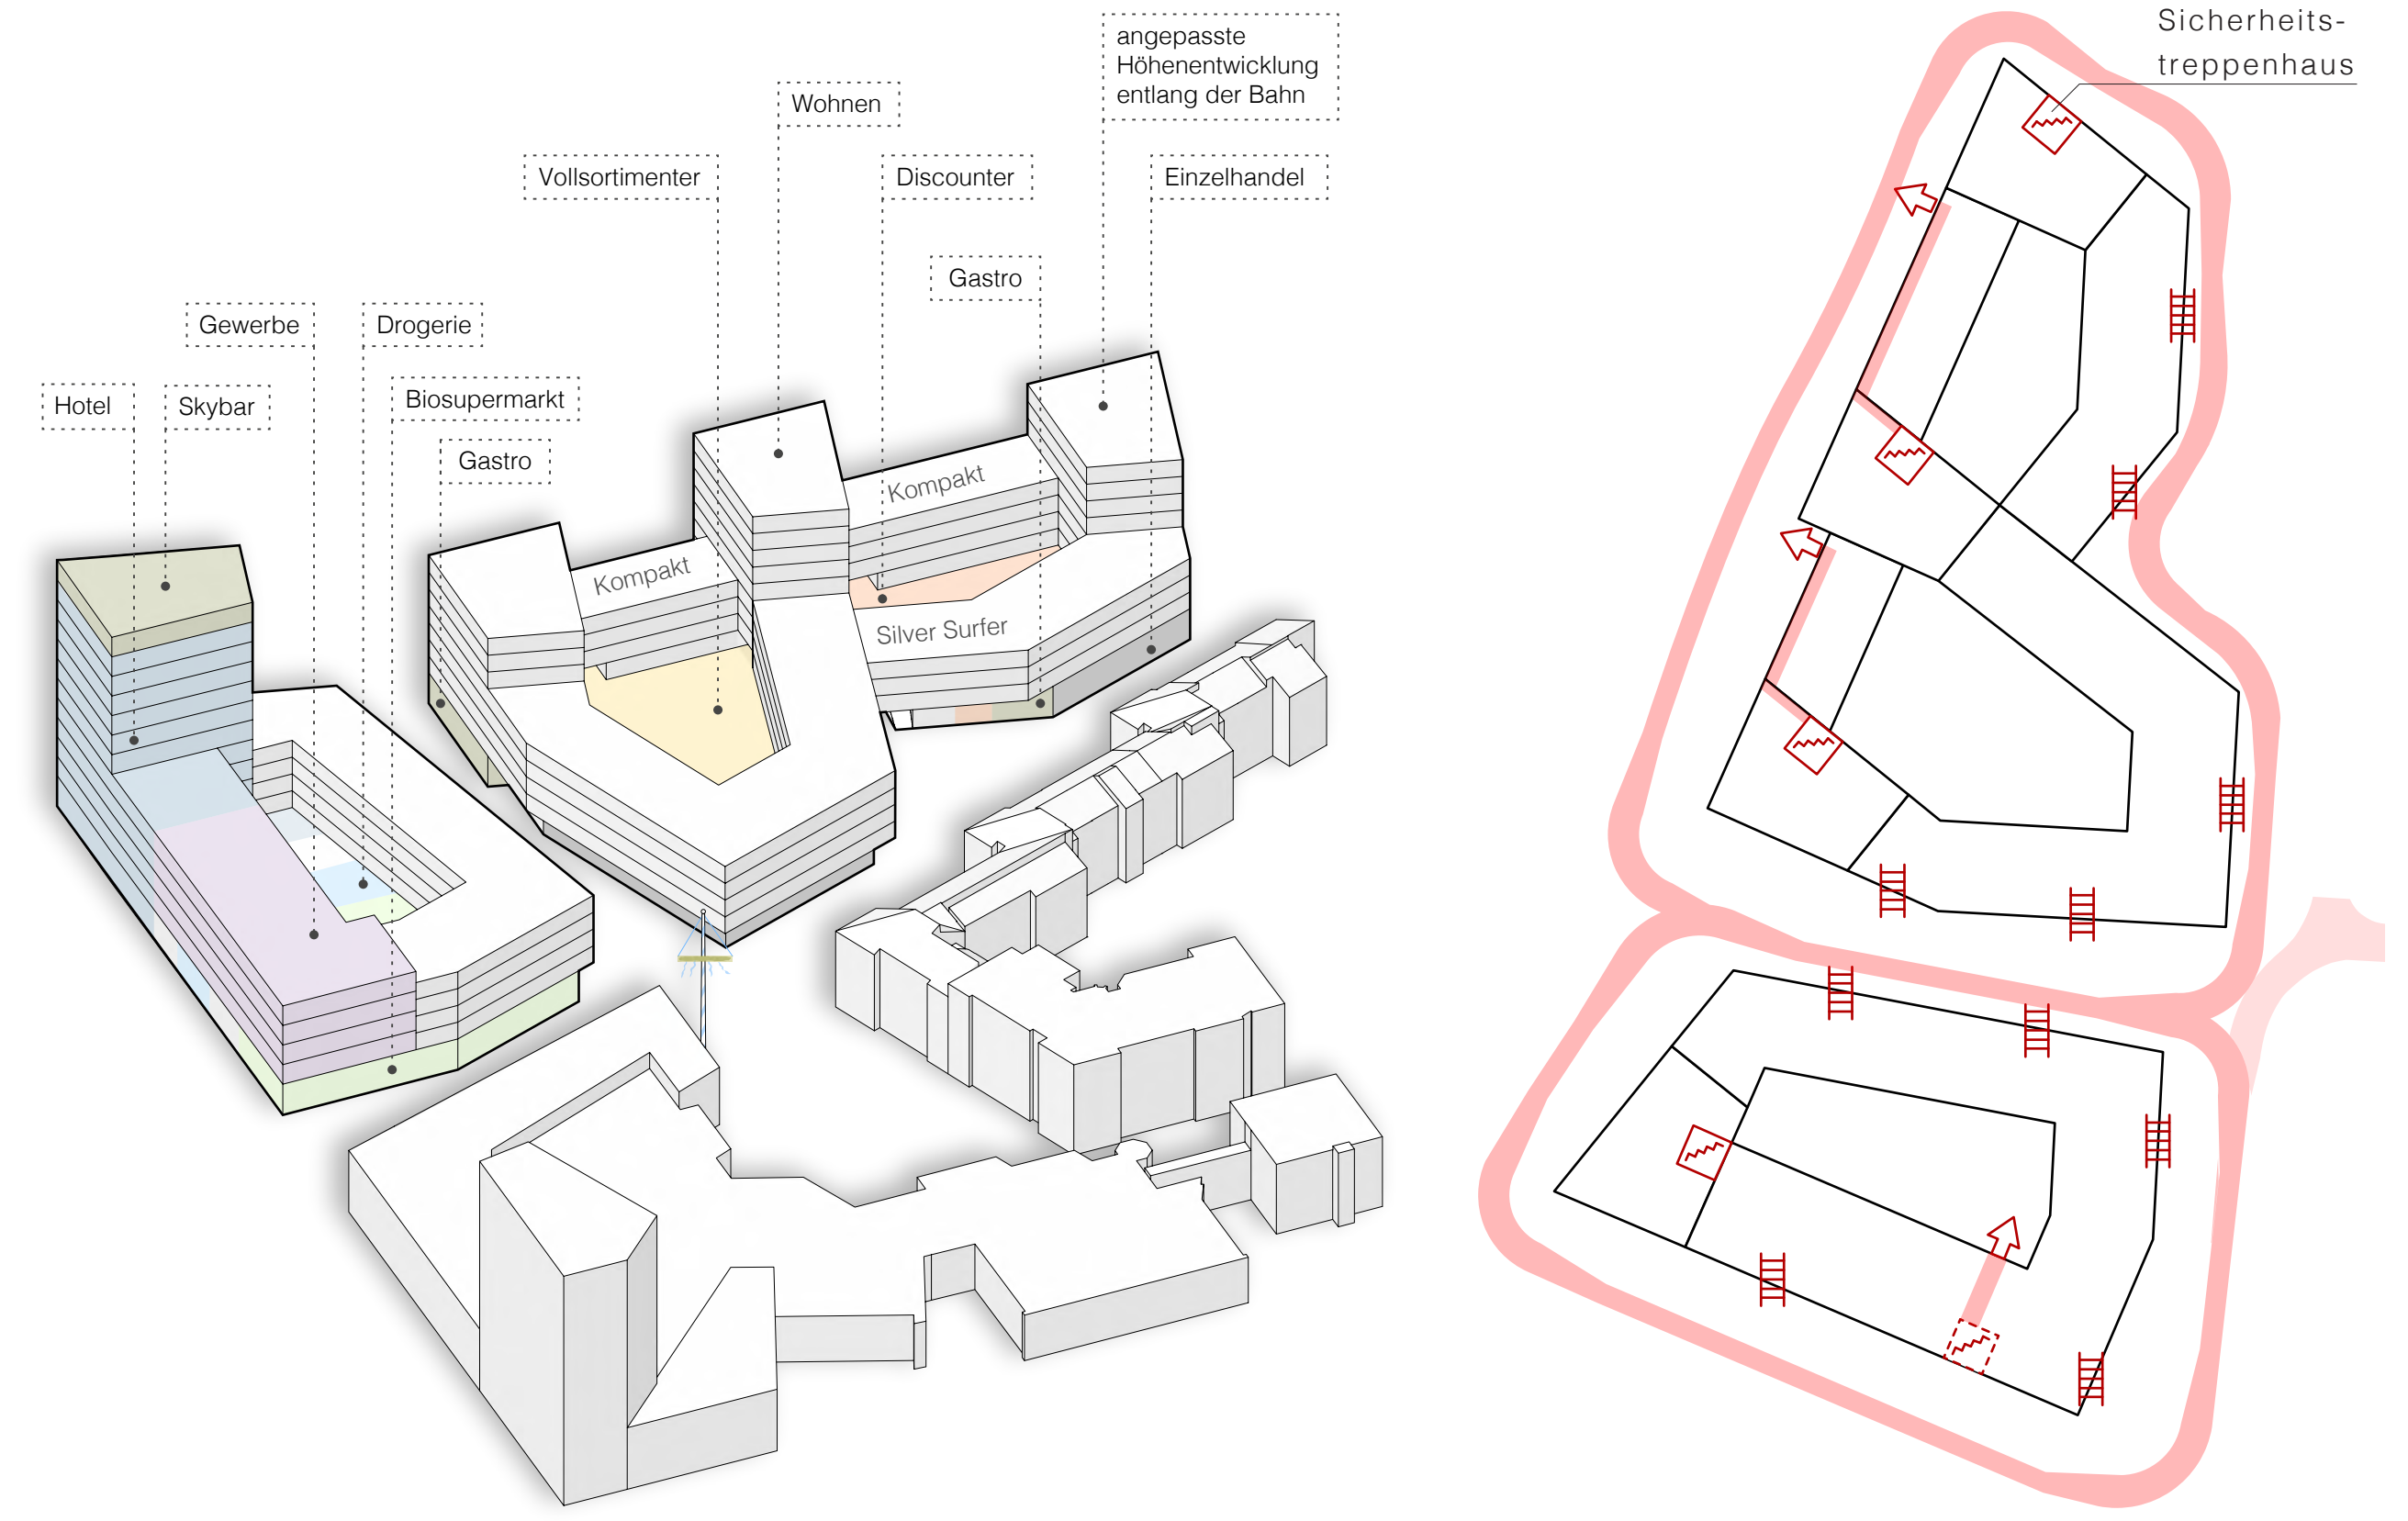 angepasste
Höhenentwicklung
entlang der Bahn
Wohnen
Vollsortimenter
Discounter
Einzelhandel
Gastro
Gewerbe
Drogerie
Hotel
Skybar
Biosupermarkt
Gastro
Kompakt
Kompakt
Silver Surfer
Sicherheits-
treppenhaus